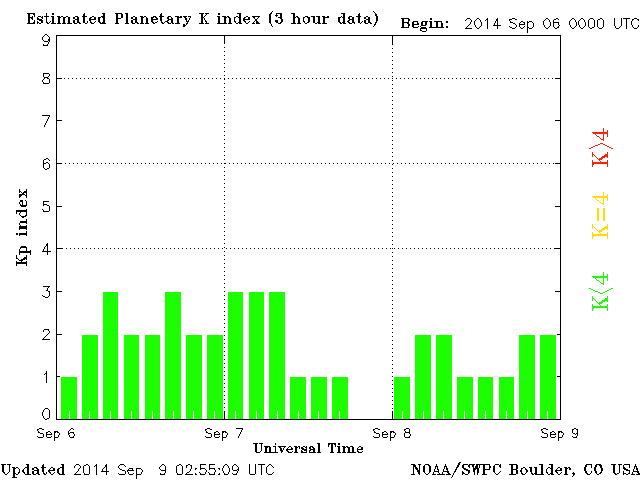 Estimated Planetary K index (3 hour data) Begin: 2014 Sep 06 0000 UTC
9
8
7
6
5
4
3
2
1
0
Kp index
K>4
K=4
K<4
Sep 6 Sep 7 Sep 8 Sep 9
Universal Time
Updated 2014 Sep 9 02:55:09 UTC NOAA/SWPC Boulder, CO USA